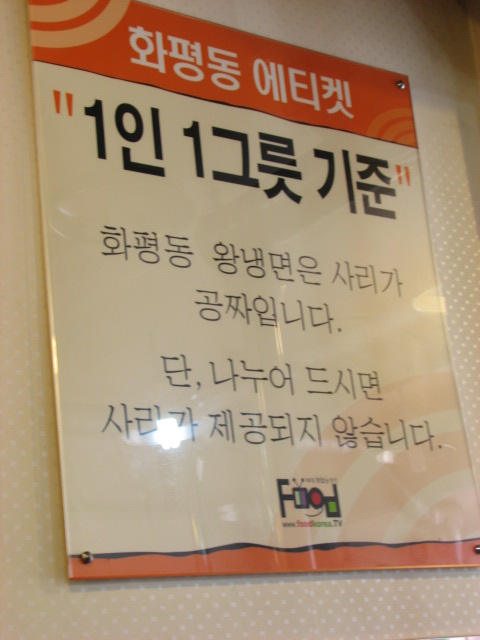 화평동 에티켓
"1인 1그릇 기준"
화평동 왕냉면은 사리가
공짜입니다.
단, 나누어 드시면
사리가 제공되지 않습니다.
Food
www.foodkorea.TV